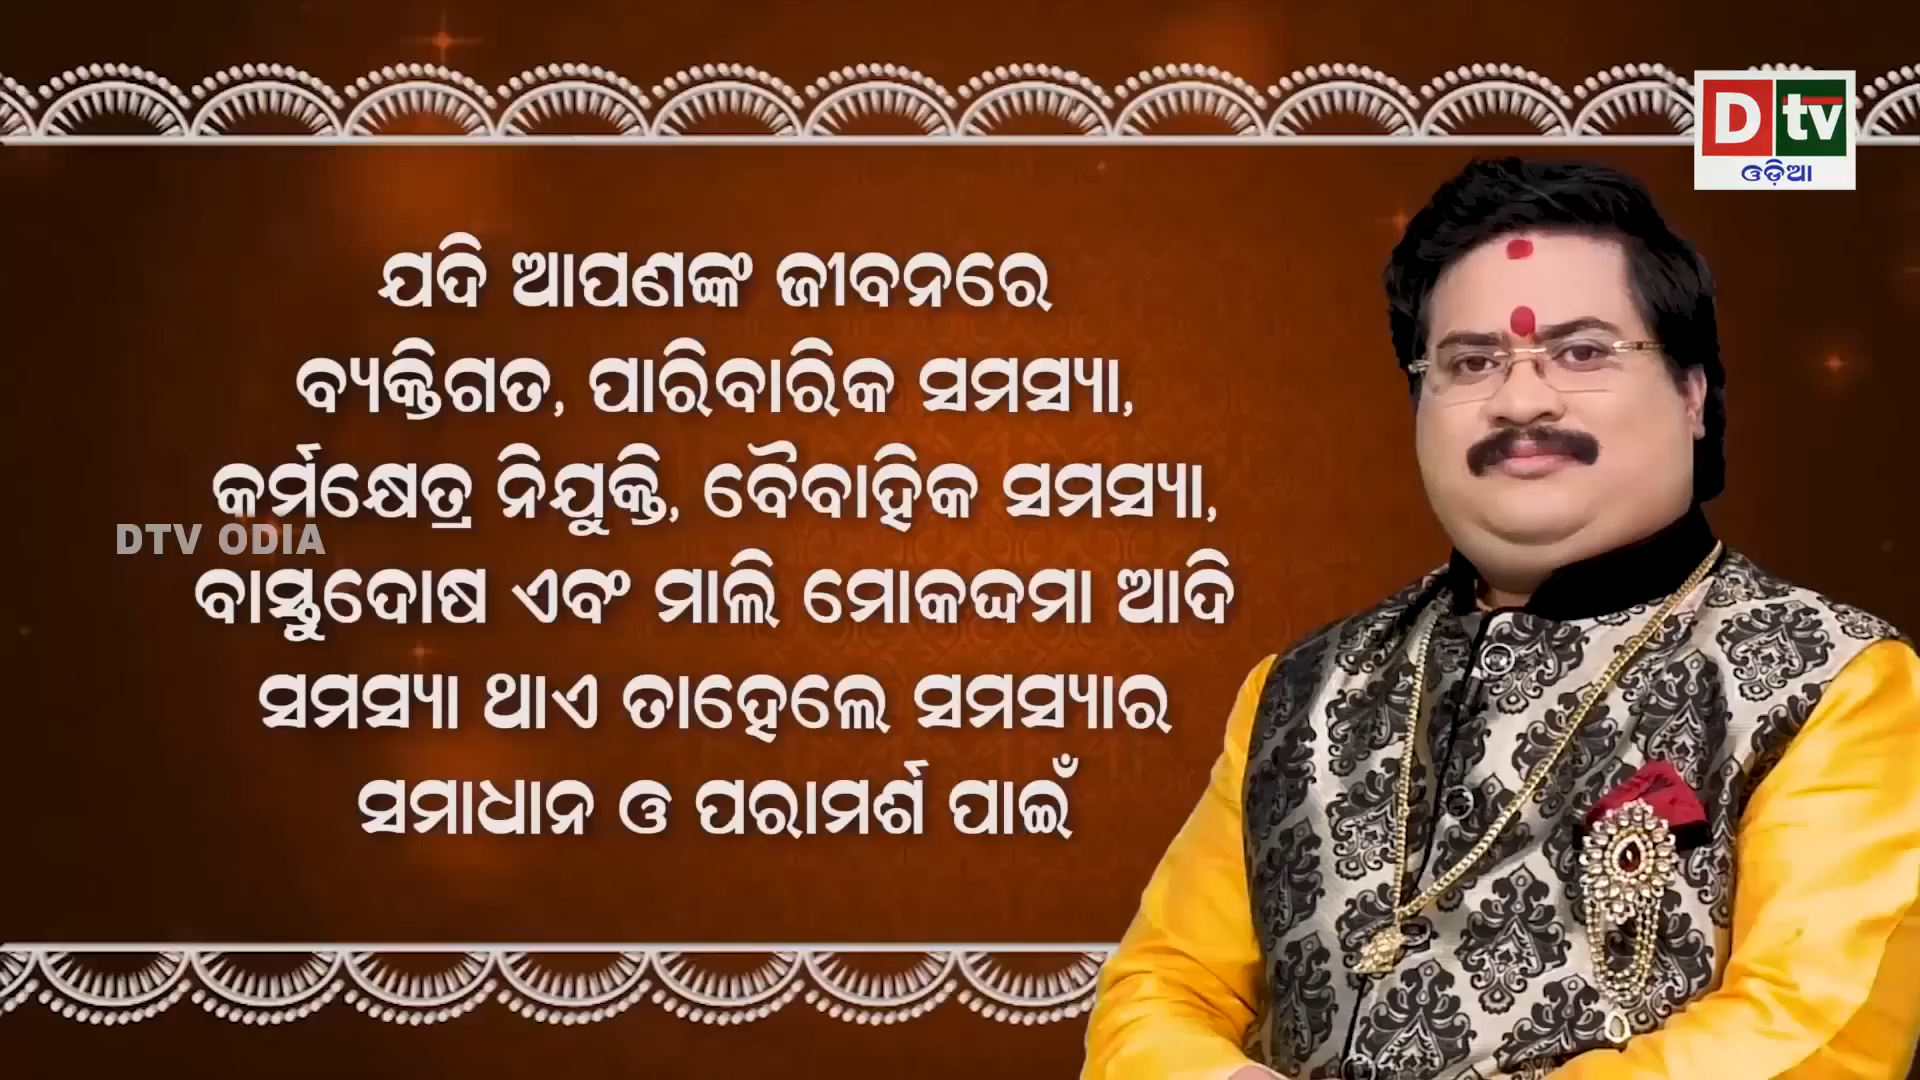 D tv
ଓଡ଼ିଆ
ଯଦି ଆପଣଙ୍କ ଜୀବନରେ
ବ୍ୟକ୍ତିଗତ, ପାରିବାରିକ ସମସ୍ୟା,
କର୍ମକ୍ଷେତ୍ର ନିଯୁକ୍ତି, ବୈବାହିକ ସମସ୍ୟା,
DTV ODIA
ବାସ୍ତୁଦୋଷ ଏବଂ ମାଲି ମୋକଦ୍ଦମା ଆଦି
ସମସ୍ୟା ଥାଏ ତାହେଲେ ସମସ୍ୟାର
ସମାଧାନ ଓ ପରାମର୍ଶ ପାଇଁ